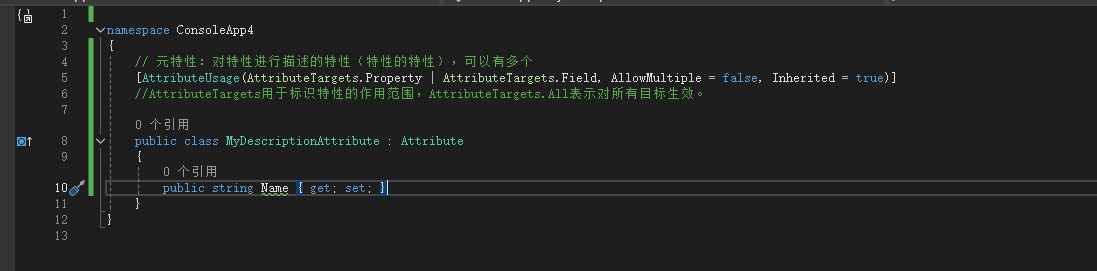 1
2 namespace ConsoleApp4
3 {
4 // 元特性：对特性进行描述的特性（特性的特性），可以有多个
5 [AttributeUsage(AttributeTargets.Property | AttributeTargets.Field, AllowMultiple = false, Inherited = true)]
6 //AttributeTargets用于标识特性的作用范围，AttributeTargets.All表示对所有目标生效。
7
0 个引用
8 public class MyDescriptionAttribute : Attribute
9 {
0 个引用
10 public string Name { get; set; }
11 }
12 }
13